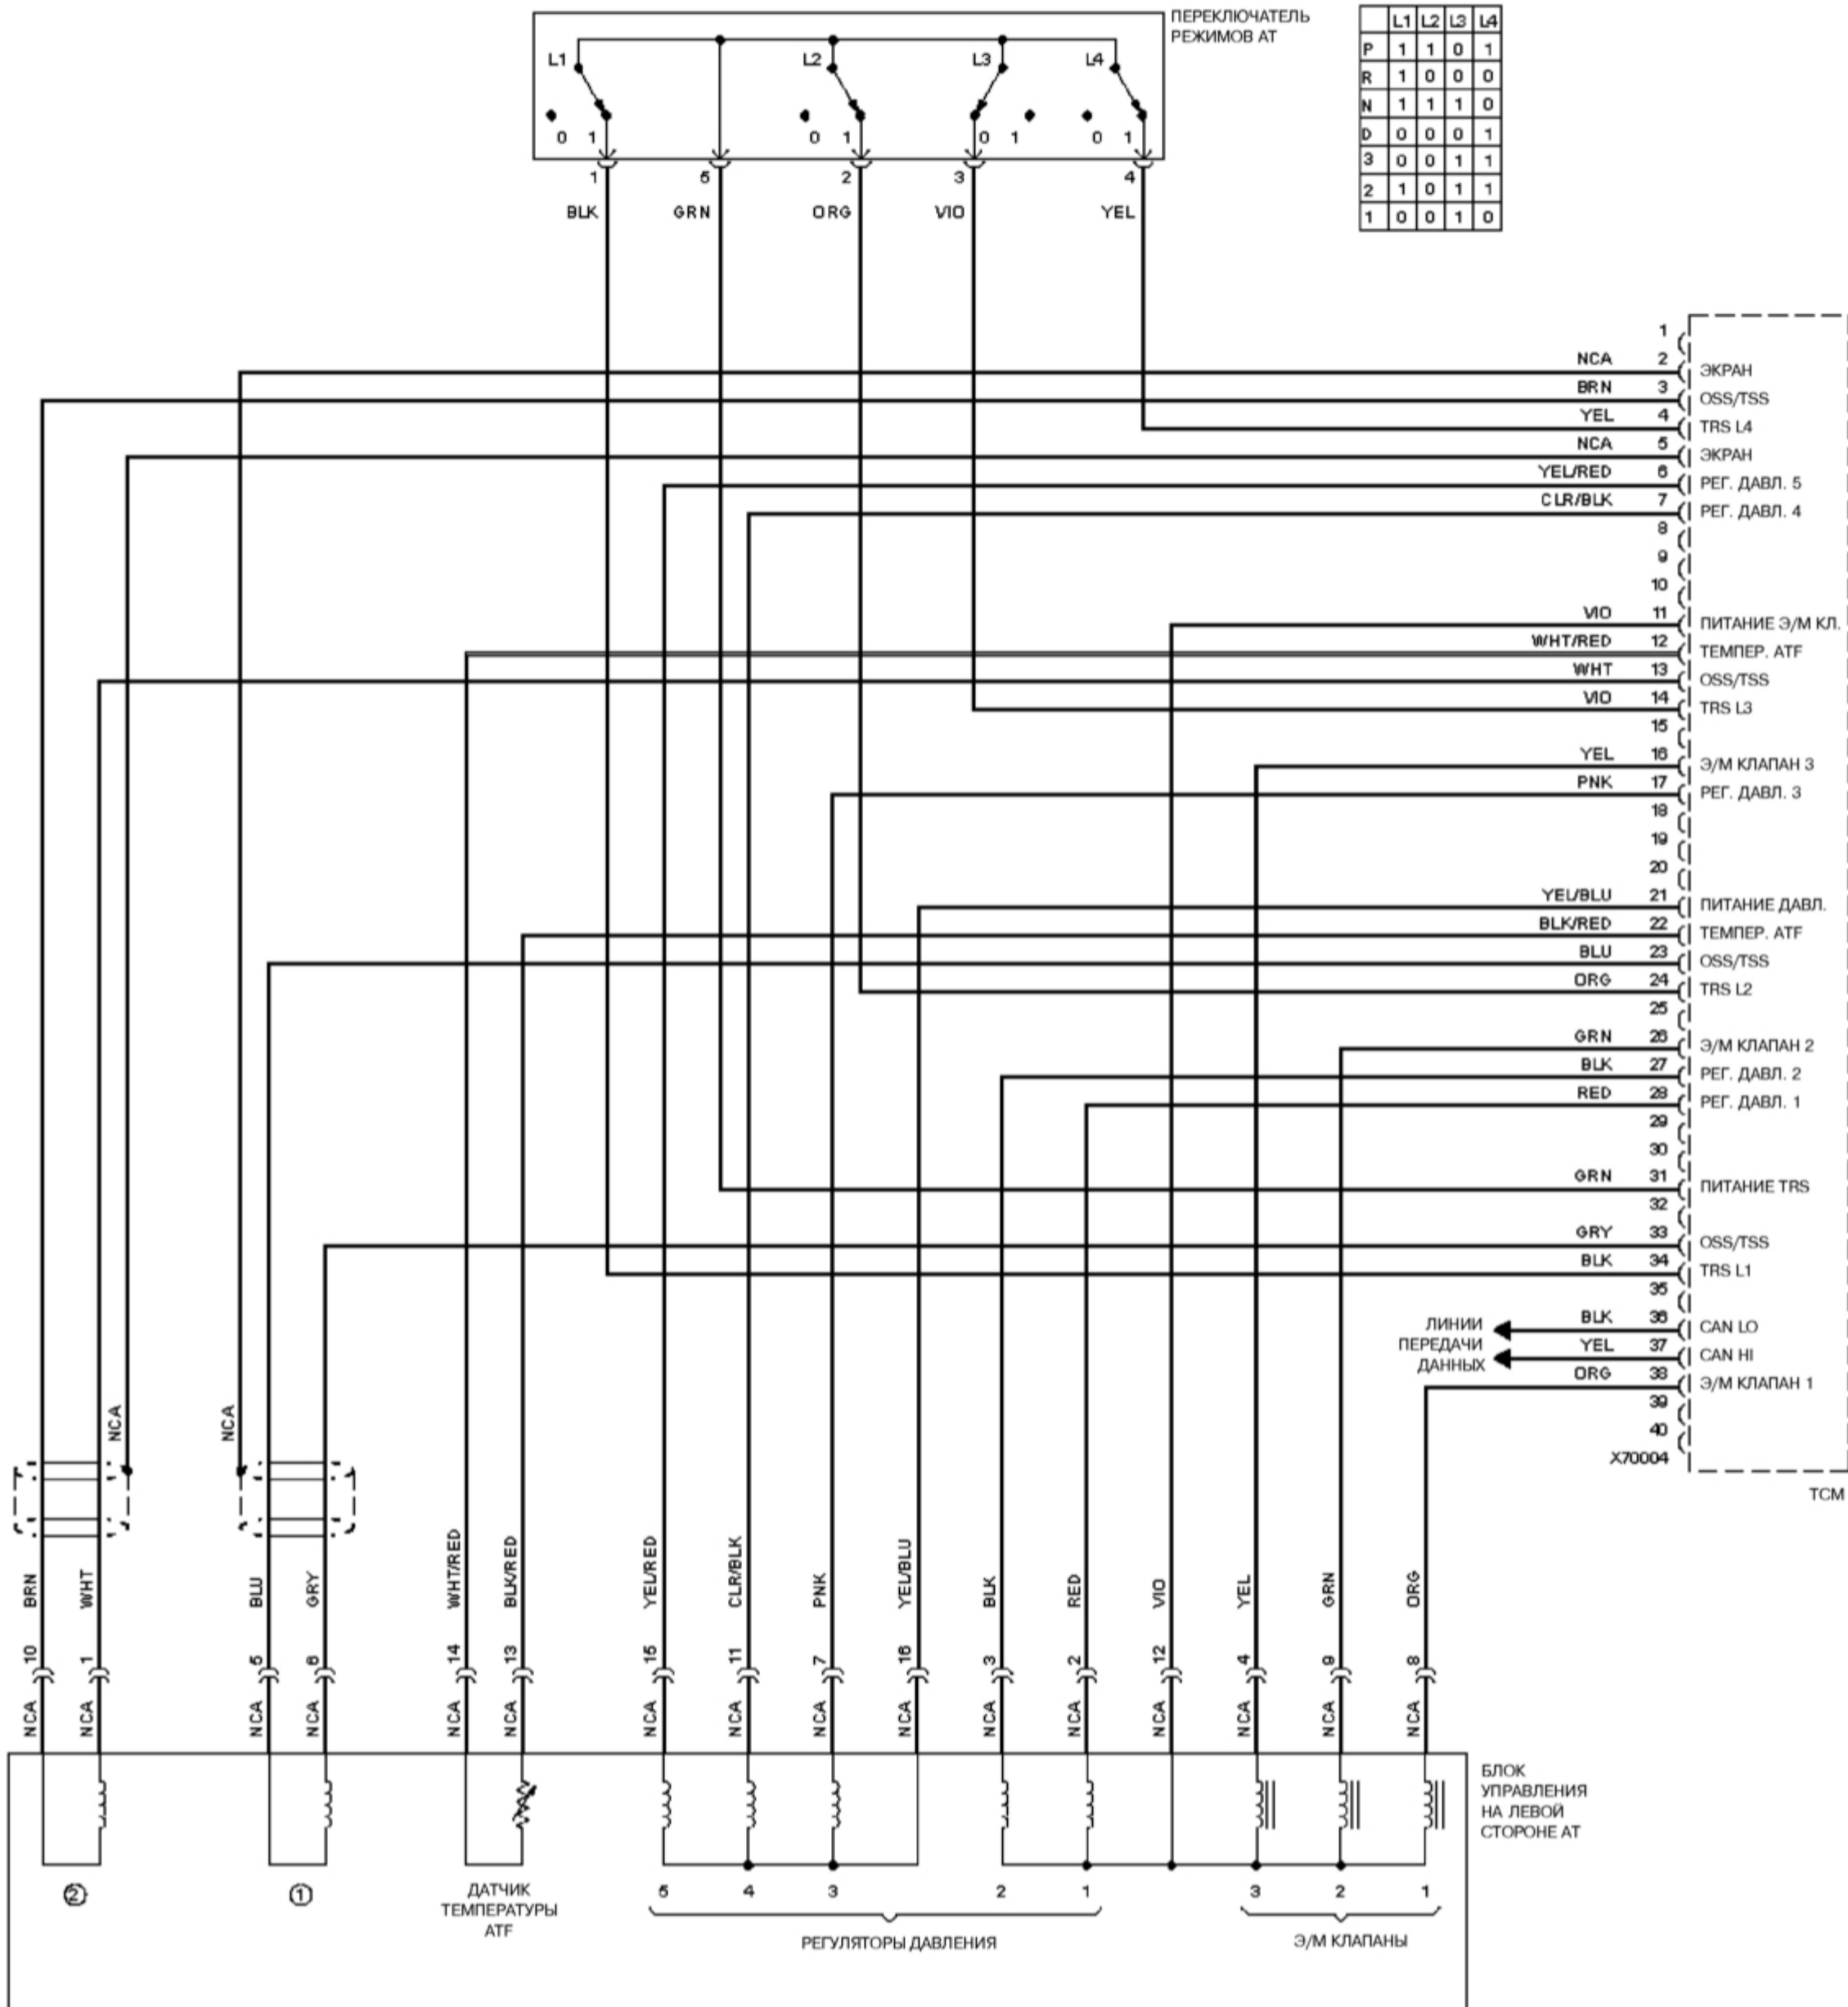 ПЕРЕКЛЮЧАТЕЛЬ
РЕЖИМОВ АТ
L1 L2 L3 L4
0 1 0 1 0 1 0 1
1 5 2 3 4
BLK GRN ORG VIO YEL
L1 L2 L3 L4
P 1 1 0 1
R 1 0 0 0
N 1 1 1 0
D 0 0 0 1
3 0 0 1 1
2 1 0 1 1
1 0 0 1 0
1
NCA 2 ЭКРАН
BRN 3 OSS/TSS
YEL 4 TRS L4
NCA 5 ЭКРАН
YEL/RED 6 РЕГ. ДАВЛ. 5
CLR/BLK 7 РЕГ. ДАВЛ. 4
8
9
10
VIO 11 ПИТАНИЕ Э/М КЛ.
WHT/RED 12 ТЕМПЕР. ATF
WHT 13 OSS/TSS
VIO 14 TRS L3
15
YEL 16 Э/М КЛАПАН 3
PNK 17 РЕГ. ДАВЛ. 3
18
19
20
YEL/BLU 21 ПИТАНИЕ ДАВЛ.
BLK/RED 22 ТЕМПЕР. ATF
BLU 23 OSS/TSS
ORG 24 TRS L2
25
GRN 26 Э/М КЛАПАН 2
BLK 27 РЕГ. ДАВЛ. 2
RED 28 РЕГ. ДАВЛ. 1
29
30
GRN 31 ПИТАНИЕ TRS
32
GRY 33 OSS/TSS
BLK 34 TRS L1
35
BLK 36 CAN LO
YEL 37 CAN HI
ORG 38 Э/М КЛАПАН 1
39
40
X70004
TCM
ЛИНИИ
ПЕРЕДАЧИ
ДАННЫХ
NCA NCA
BRN WHT BLU GRY WHT/RED BLK/RED YEL/RED CLR/BLK PNK YEL/BLU BLK RED VIO YEL GRN ORG
10 1 5 6 14 13 15 11 7 16 3 2 12 4 9 8
NCA NCA NCA NCA NCA NCA NCA NCA NCA NCA NCA NCA NCA NCA NCA NCA
БЛОК
УПРАВЛЕНИЯ
НА ЛЕВОЙ
СТОРОНЕ АТ
② ①
ДАТЧИК
ТЕМПЕРАТУРЫ
ATF
5 4 3 2 1 3 2 1
РЕГУЛЯТОРЫ ДАВЛЕНИЯ
Э/М КЛАПАНЫ